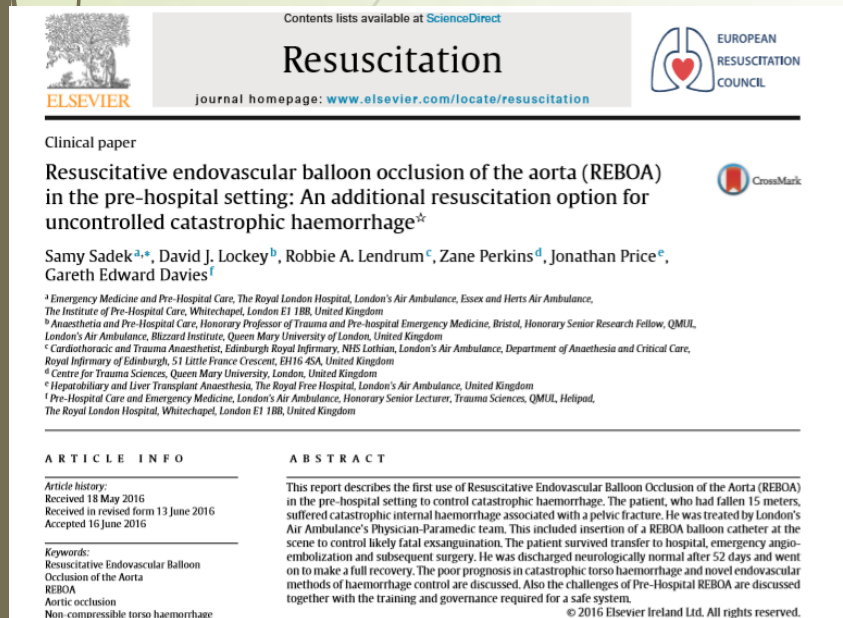 Contents lists available at ScienceDirect
Resuscitation
journal homepage: www.elsevier.com/locate/resuscitation
ELSEVIER
EUROPEAN
RESUSCITATION
COUNCIL
Clinical paper
Resuscitative endovascular balloon occlusion of the aorta (REBOA)
in the pre-hospital setting: An additional resuscitation option for
uncontrolled catastrophic haemorrhage☆
CrossMark
Samy Sadek a,*, David J. Lockey b, Robbie A. Lendrum c, Zane Perkins d, Jonathan Price e,
Gareth Edward Davies f
a Emergency Medicine and Pre-Hospital Care, The Royal London Hospital, London's Air Ambulance, Essex and Herts Air Ambulance,
The Institute of Pre-Hospital Care, Whitechapel, London E1 1BB, United Kingdom
b Anaesthetia and Pre-Hospital Care, Honorary Professor of Trauma and Pre-hospital Emergency Medicine, Bristol, Honorary Senior Research Fellow, QMUL,
London's Air Ambulance, Blizzard Institute, Queen Mary University of London, United Kingdom
c Cardiothoracic and Trauma Anaesthetist, Edinburgh Royal Infirmary, NHS Lothian, London's Air Ambulance, Department of Anaethesia and Critical Care,
Royal Infirmary of Edinburgh, 51 Little France Crescent, EH16 4SA, United Kingdom
d Centre for Trauma Sciences, Queen Mary University, London, United Kingdom
e Hepatobiliary and Liver Transplant Anaesthesia, The Royal Free Hospital, London's Air Ambulance, United Kingdom
f Pre-Hospital Care and Emergency Medicine, London's Air Ambulance, Honorary Senior Lecturer, Trauma Sciences, QMUL, Helipad,
The Royal London Hospital, Whitechapel, London E1 1BB, United Kingdom
ARTICLE INFO
Article history:
Received 18 May 2016
Received in revised form 13 June 2016
Accepted 16 June 2016
Keywords:
Resuscitative Endovascular Balloon
Occlusion of the Aorta
REBOA
Aortic occlusion
Non-compressible torso haemorrhage
ABSTRACT
This report describes the first use of Resuscitative Endovascular Balloon Occlusion of the Aorta (REBOA)
in the pre-hospital setting to control catastrophic haemorrhage. The patient, who had fallen 15 meters,
suffered catastrophic internal haemorrhage associated with a pelvic fracture. He was treated by London's
Air Ambulance's Physician-Paramedic team. This included insertion of a REBOA balloon catheter at the
scene to control likely fatal exsanguination. The patient survived transfer to hospital, emergency angio-
embolization and subsequent surgery. He was discharged neurologically normal after 52 days and went
on to make a full recovery. The poor prognosis in catastrophic torso haemorrhage and novel endovascular
methods of haemorrhage control are discussed. Also the challenges of Pre-Hospital REBOA are discussed
together with the training and governance required for a safe system.
© 2016 Elsevier Ireland Ltd. All rights reserved.